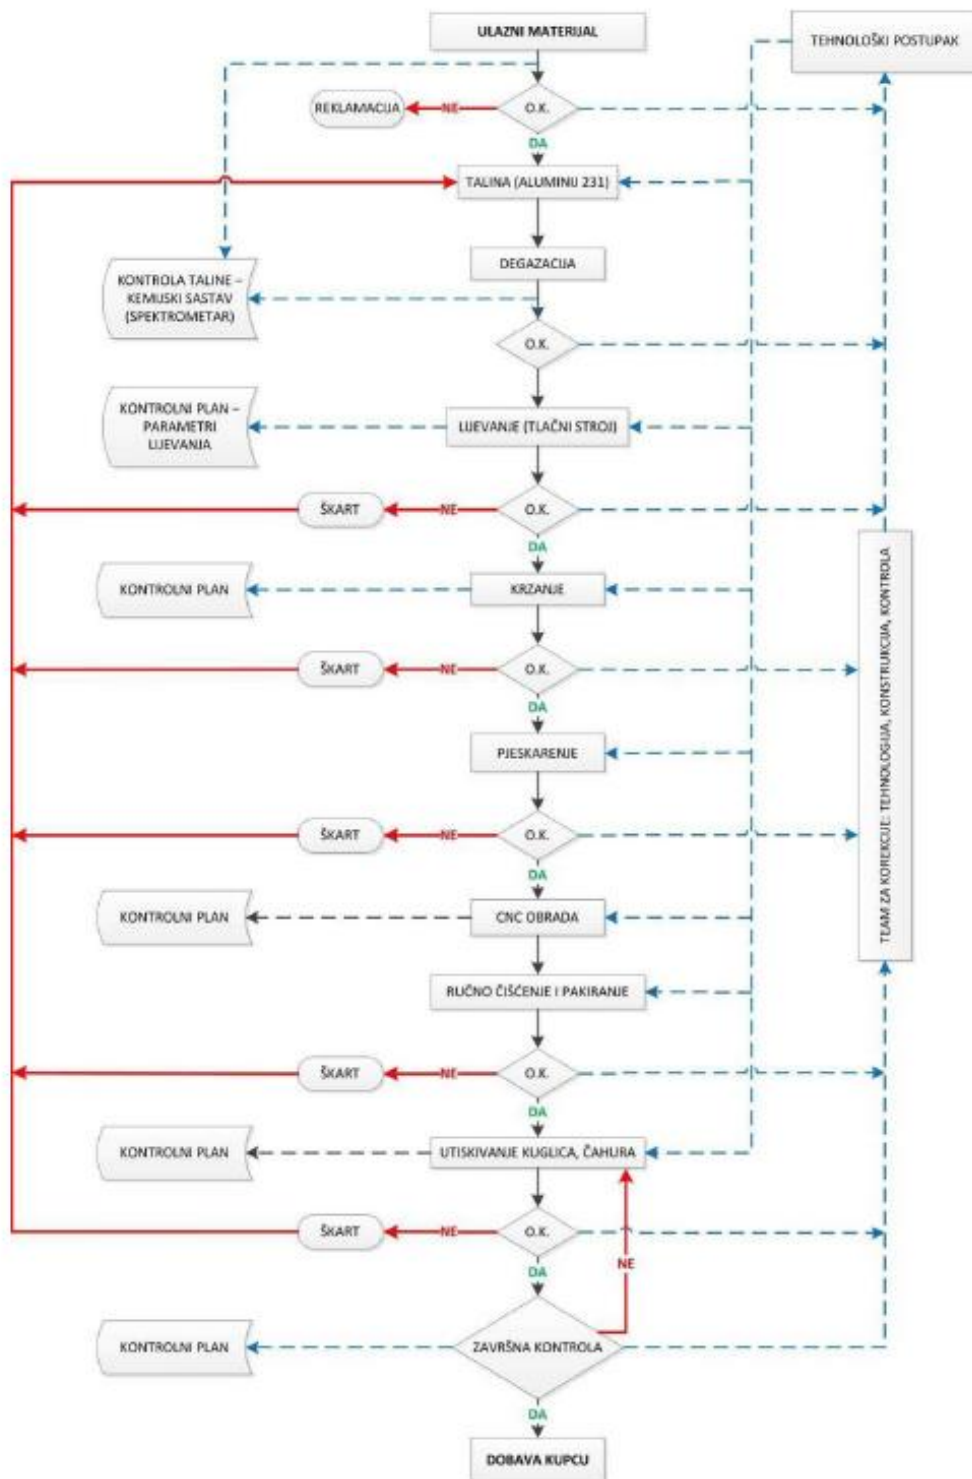 ULAZNI MATERIJAL
TEHNOLOŠKI POSTUPAK
REKLAMACIJA
NE
O.K.
DA
TALINA (ALUMINIJ 231)
DEGAZACIJA
KONTROLA TALINE –
KEMIJSKI SASTAV
(SPEKTROMETAR)
O.K.
KONTROLNI PLAN –
PARAMETRI
LIJEVANJA
LIJEVANJE (TLAČNI STROJ)
ŠKART
NE
O.K.
DA
KONTROLNI PLAN
KRZANJE
ŠKART
NE
O.K.
DA
TEAM ZA KOREKCIJE: TEHNOLOGIJA, KONSTRUKCIJA, KONTROLA
PJESKARENJE
ŠKART
NE
O.K.
DA
KONTROLNI PLAN
CNC OBRADA
RUČNO ČIŠĆENJE I PAKIRANJE
ŠKART
NE
O.K.
DA
KONTROLNI PLAN
UTISKIVANJE KUGLICA, ČAHURA
ŠKART
NE
O.K.
NE
DA
KONTROLNI PLAN
ZAVRŠNA KONTROLA
DA
DOBAVA KUPCU